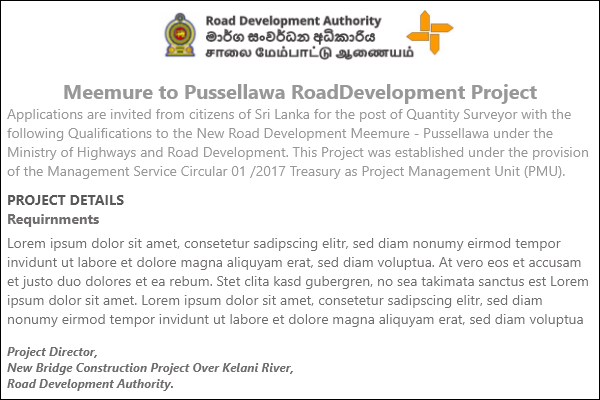 Road Development Authority
මාර්ග සංවර්ධන අධිකාරිය
சாலை மேம்பாட்டு ஆணையம்
Meemure to Pussellawa RoadDevelopment Project
Applications are invited from citizens of Sri Lanka for the post of Quantity Surveyor with the
following Qualifications to the New Road Development Meemure - Pussellawa under the
Ministry of Highways and Road Development. This Project was established under the provision
of the Management Service Circular 01 /2017 Treasury as Project Management Unit (PMU).
PROJECT DETAILS
Requirnments
Lorem ipsum dolor sit amet, consetetur sadipscing elitr, sed diam nonumy eirmod tempor
invidunt ut labore et dolore magna aliquyam erat, sed diam voluptua. At vero eos et accusam
et justo duo dolores et ea rebum. Stet clita kasd gubergren, no sea takimata sanctus est Lorem
ipsum dolor sit amet. Lorem ipsum dolor sit amet, consetetur sadipscing elitr, sed diam
nonumy eirmod tempor invidunt ut labore et dolore magna aliquyam erat, sed diam voluptua
Project Director,
New Bridge Construction Project Over Kelani River,
Road Development Authority.